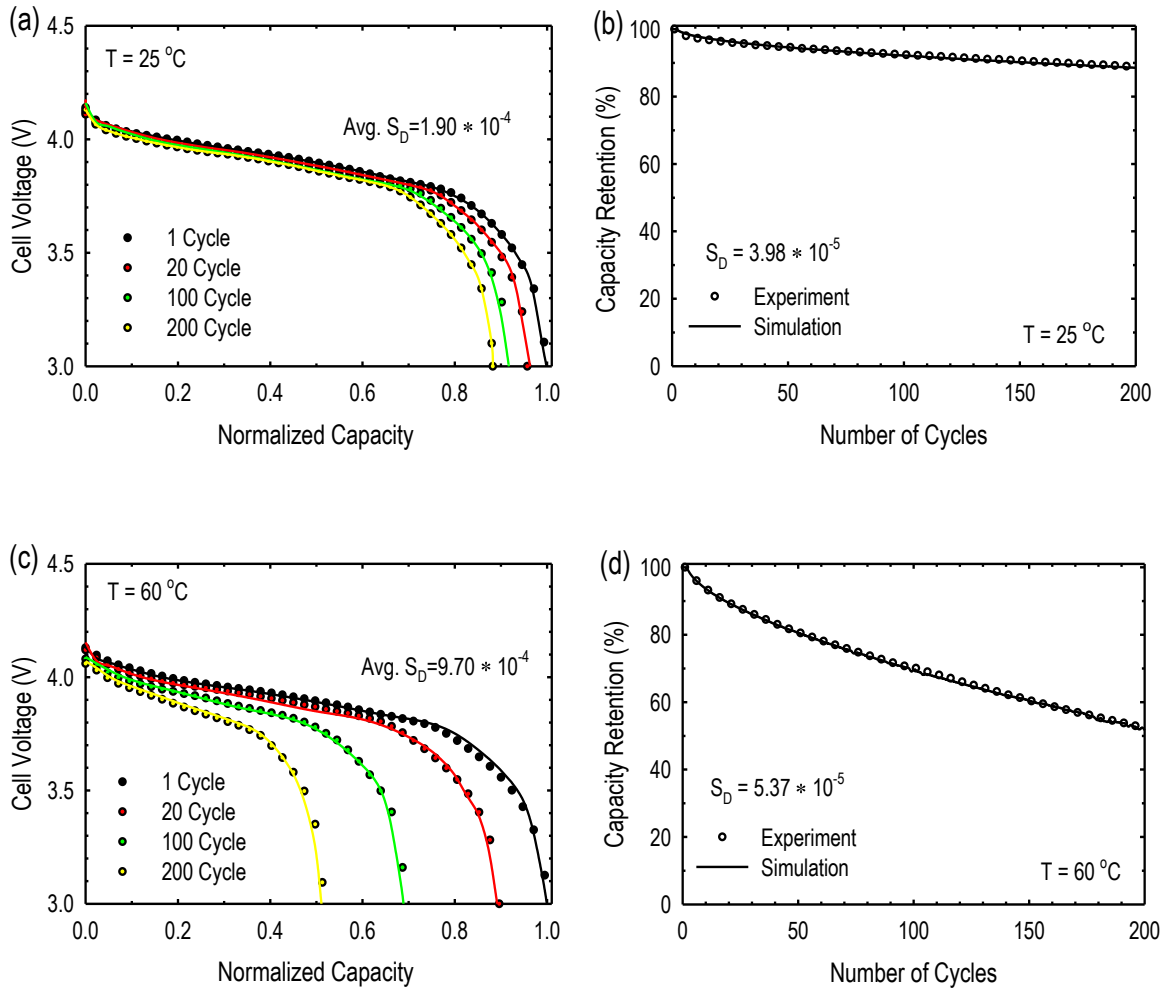 (a)
4.5
T = 25 °C
4.0
Avg. S_D=1.90 * 10⁻⁴
Cell Voltage (V)
3.5
1 Cycle
20 Cycle
100 Cycle
200 Cycle
3.0
0.0 0.2 0.4 0.6 0.8 1.0
Normalized Capacity
(b)
100
80
60
40
20
0
Capacity Retention (%)
S_D = 3.98 * 10⁻⁵
Experiment
Simulation
T = 25 °C
0 50 100 150 200
Number of Cycles
(c)
4.5
T = 60 °C
4.0
Avg. S_D=9.70 * 10⁻⁴
Cell Voltage (V)
3.5
1 Cycle
20 Cycle
100 Cycle
200 Cycle
3.0
0.0 0.2 0.4 0.6 0.8 1.0
Normalized Capacity
(d)
100
80
60
40
20
0
Capacity Retention (%)
S_D = 5.37 * 10⁻⁵
Experiment
Simulation
T = 60 °C
0 50 100 150 200
Number of Cycles